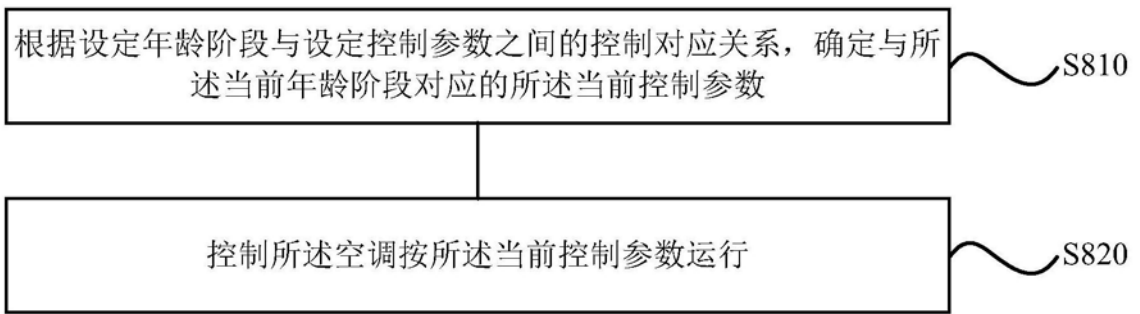 根据设定年龄阶段与设定控制参数之间的控制对应关系，确定与所
述当前年龄阶段对应的所述当前控制参数
S810
控制所述空调按所述当前控制参数运行
S820